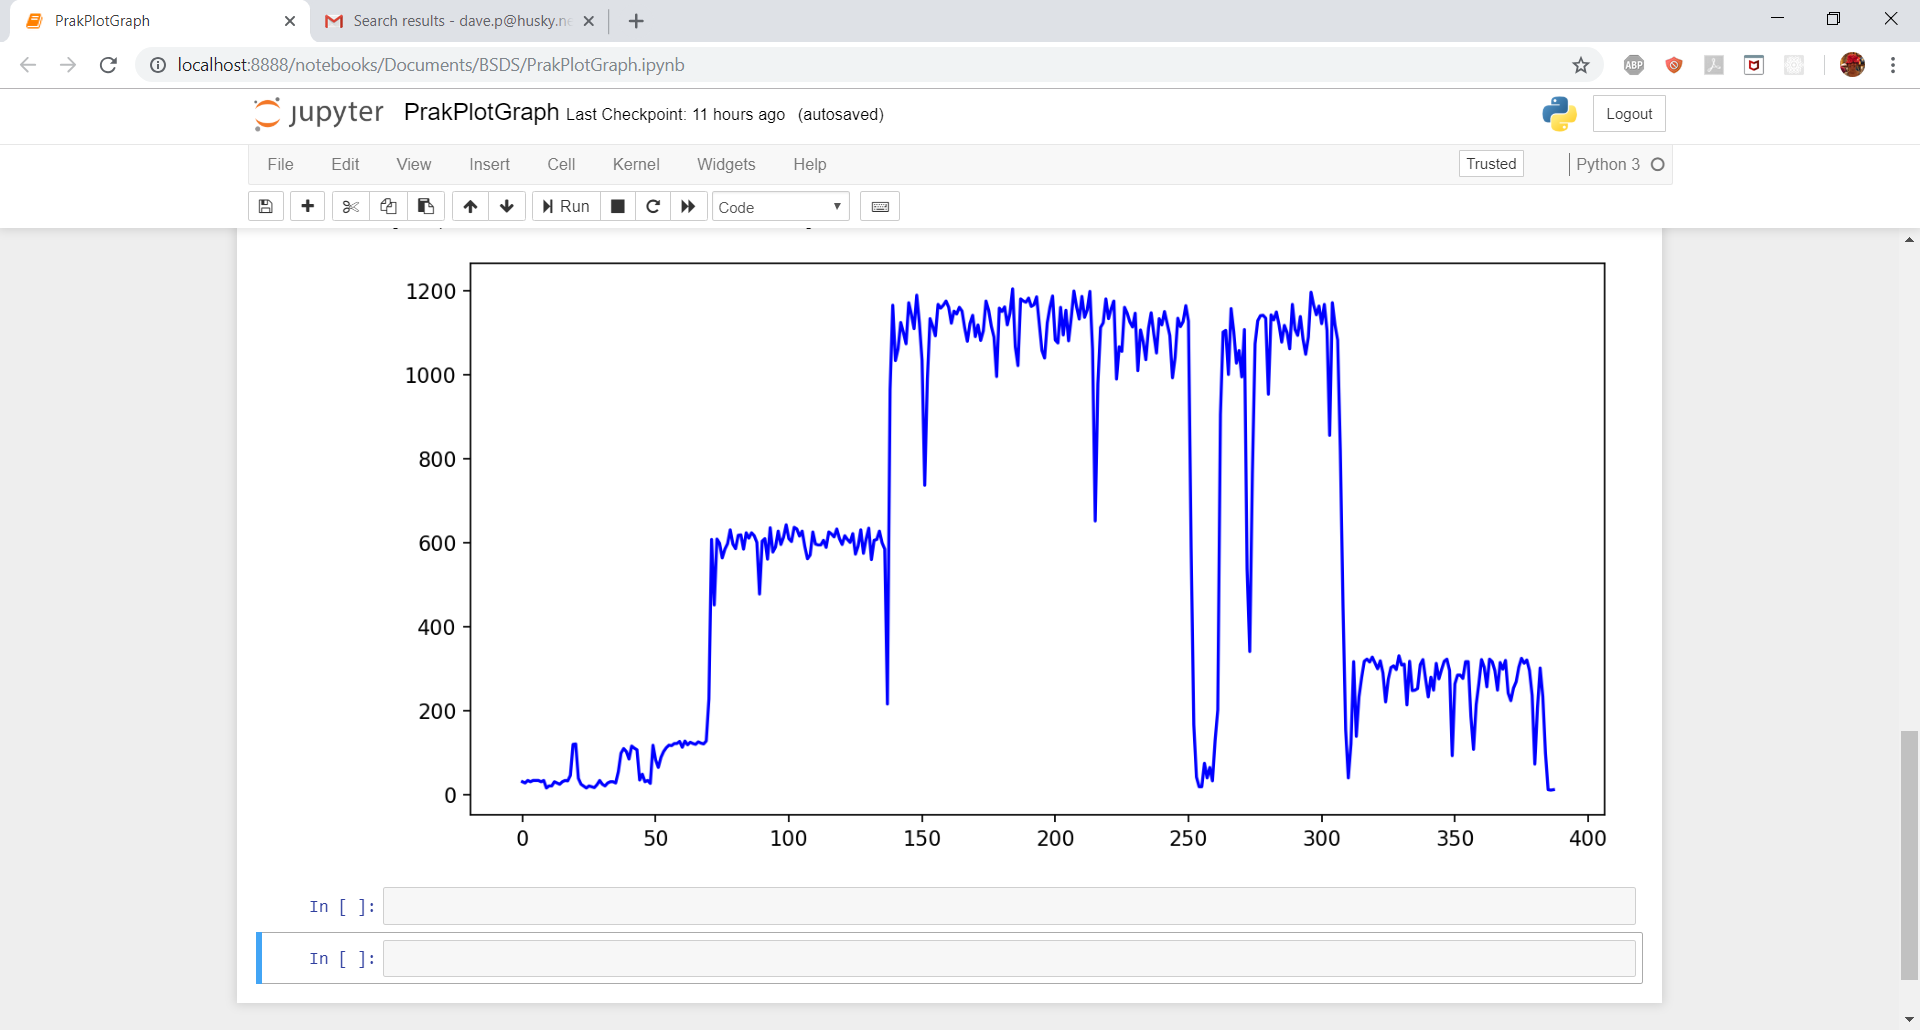 PrakPlotGraph
Search results - dave.p@husky.ne
localhost:8888/notebooks/Documents/BSDS/PrakPlotGraph.ipynb
ABP
jupyter PrakPlotGraph Last Checkpoint: 11 hours ago (autosaved)
Logout
File Edit View Insert Cell Kernel Widgets Help
Trusted
Python 3
Run
Code
1200
1000
800
600
400
200
0
0 50 100 150 200 250 300 350 400
In [ ]:
In [ ]: